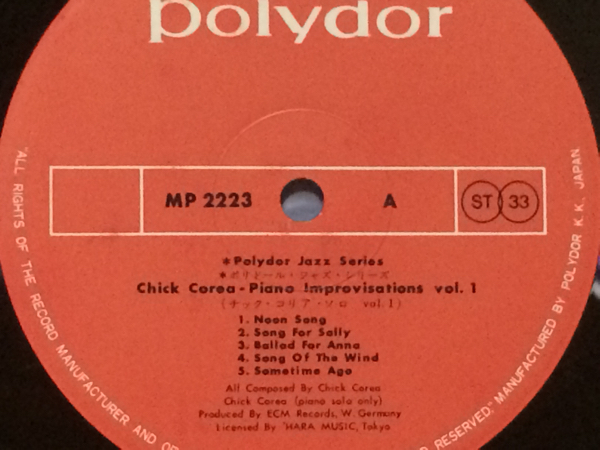 polydor
MP 2223
A
ST 33
*Polydor Jazz Series
*ポリドール・ジャズ・シリーズ
Chick Corea - Piano Improvisations vol. 1
(チック・コリア・ソロ vol. 1)
1. Noon Song
2. Song For Sally
3. Ballad For Anna
4. Song Of The Wind
5. Sometime Ago
All Composed By Chick Corea
Chick Corea (piano solo only)
Produced By ECM Records, W. Germany
Licensed By HARA MUSIC, Tokyo
"ALL RIGHTS OF THE RECORD MANUFACTURER AND OF
RESERVED." MANUFACTURED BY POLYDOR K.K., JAPAN.